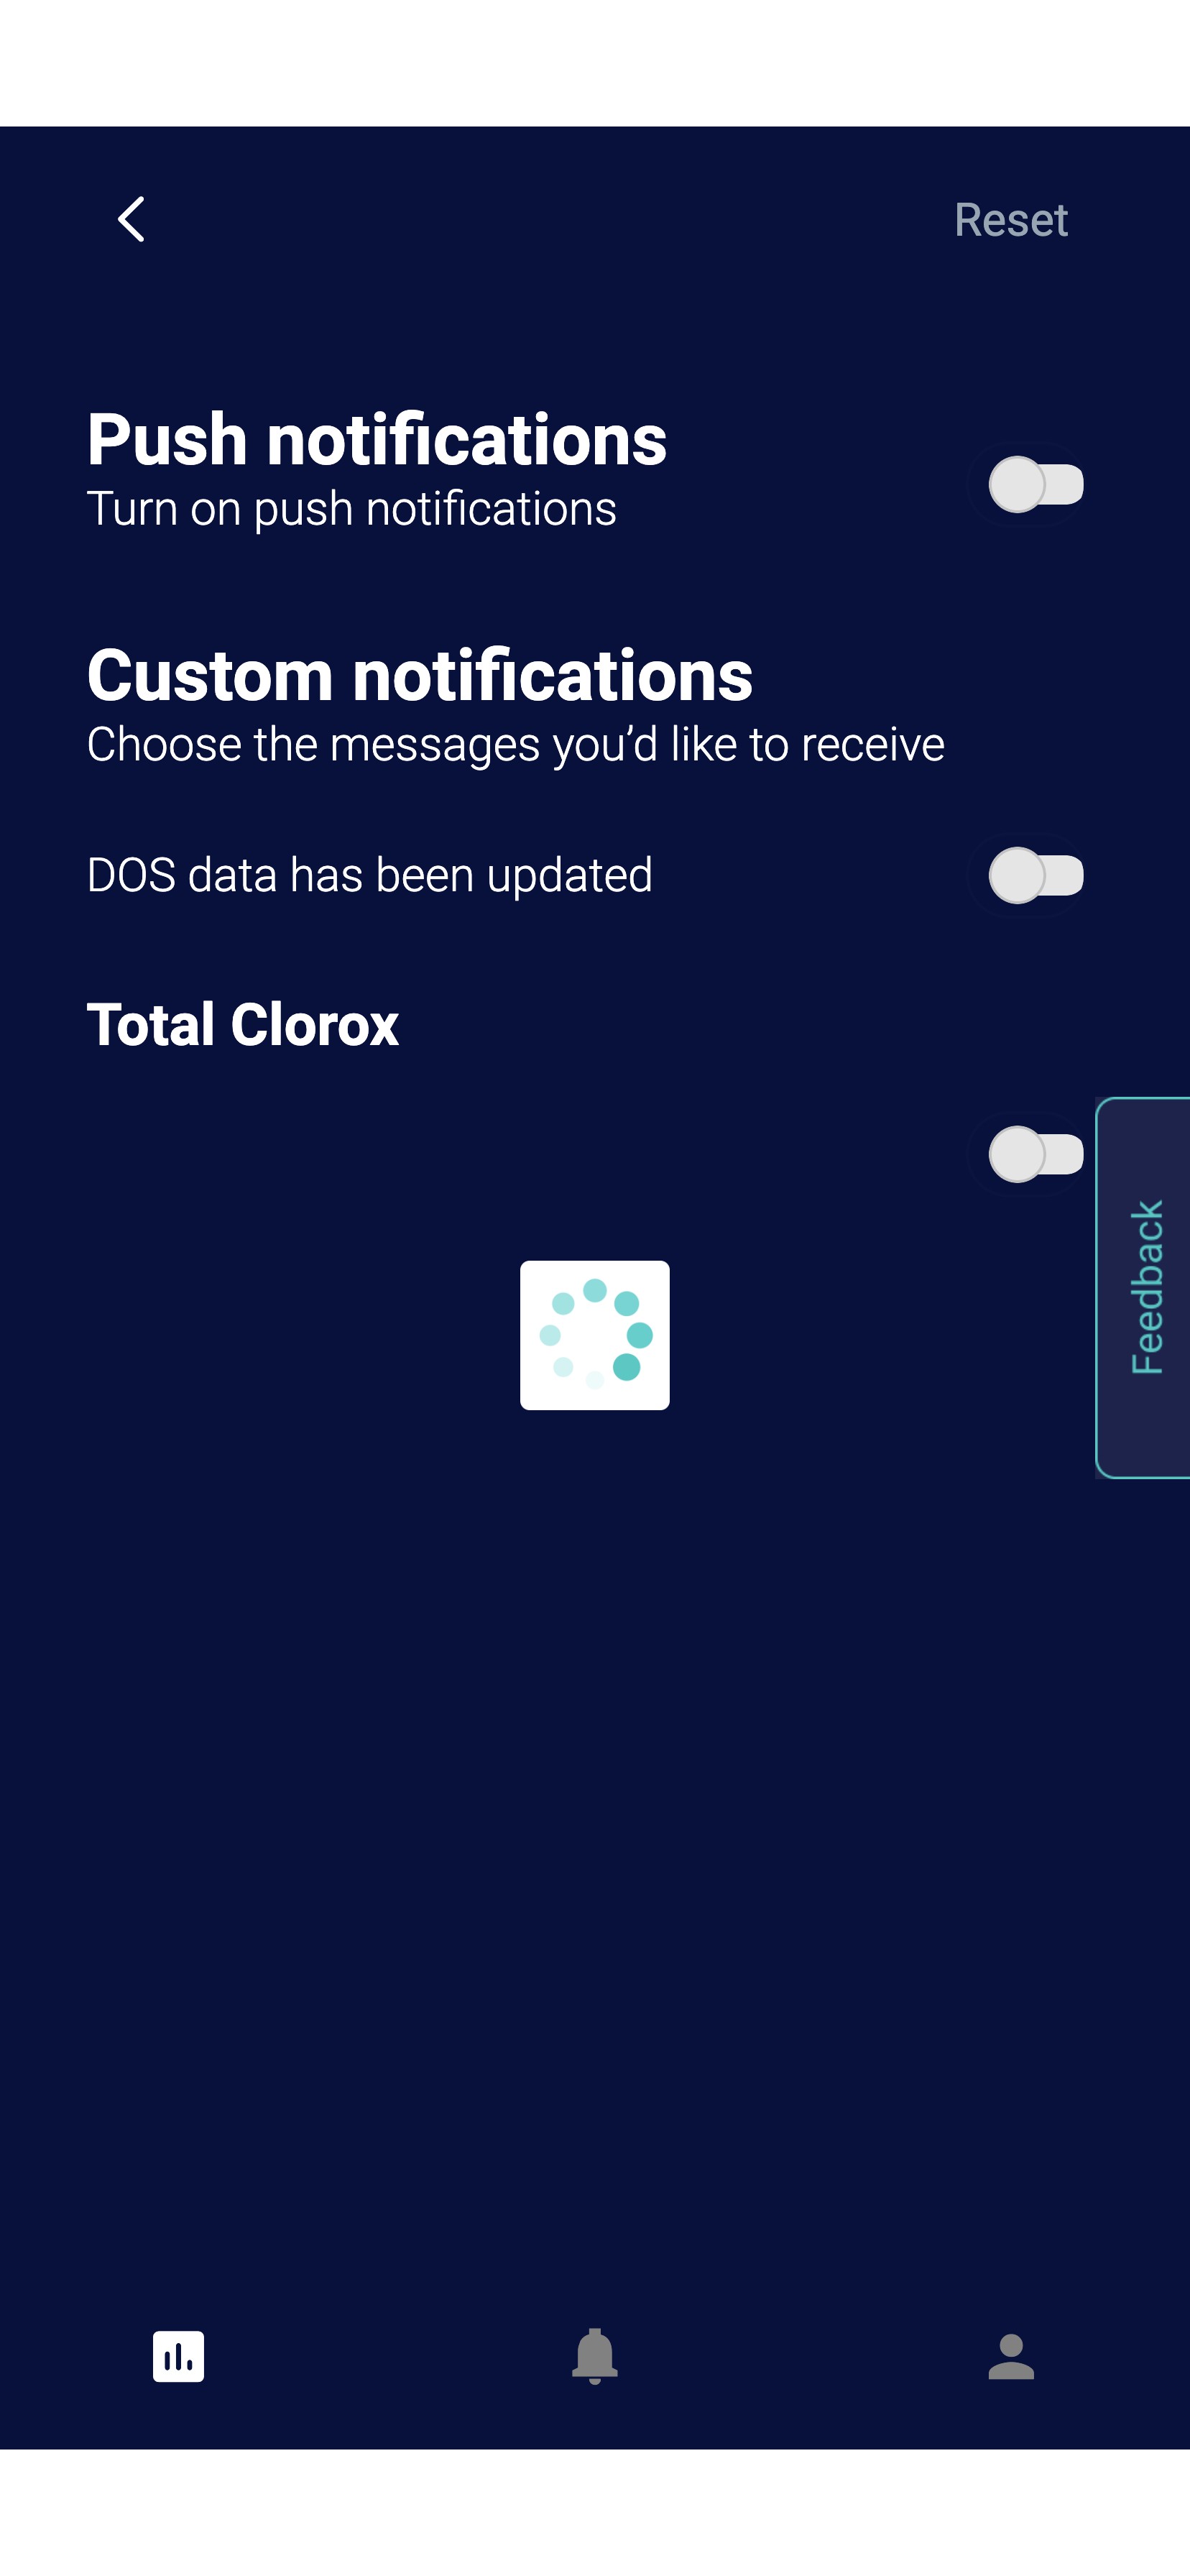 Reset
Push notifications
Turn on push notifications
Custom notifications
Choose the messages you’d like to receive
DOS data has been updated
Total Clorox
Feedback